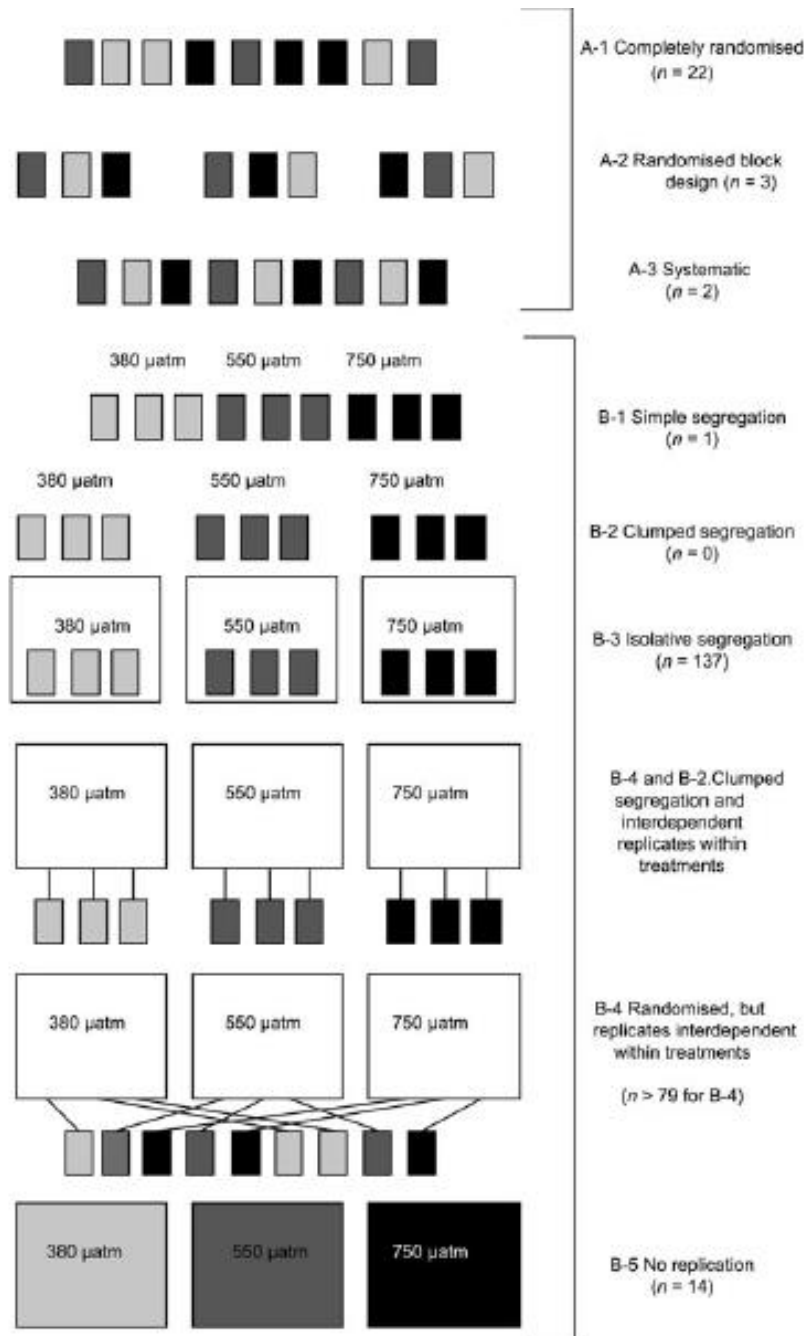 A-1 Completely randomised
(n = 22)
A-2 Randomised block
design (n = 3)
A-3 Systematic
(n = 2)
380 µatm 550 µatm 750 µatm
B-1 Simple segregation
(n = 1)
380 µatm 550 µatm 750 µatm
B-2 Clumped segregation
(n = 0)
380 µatm 550 µatm 750 µatm
B-3 Isolative segregation
(n = 137)
380 µatm 550 µatm 750 µatm
B-4 and B-2.Clumped
segregation and
interdependent
replicates within
treatments
380 µatm 550 µatm 750 µatm
B-4 Randomised, but
replicates interdependent
within treatments
(n > 79 for B-4)
380 µatm 550 µatm 750 µatm
B-5 No replication
(n = 14)